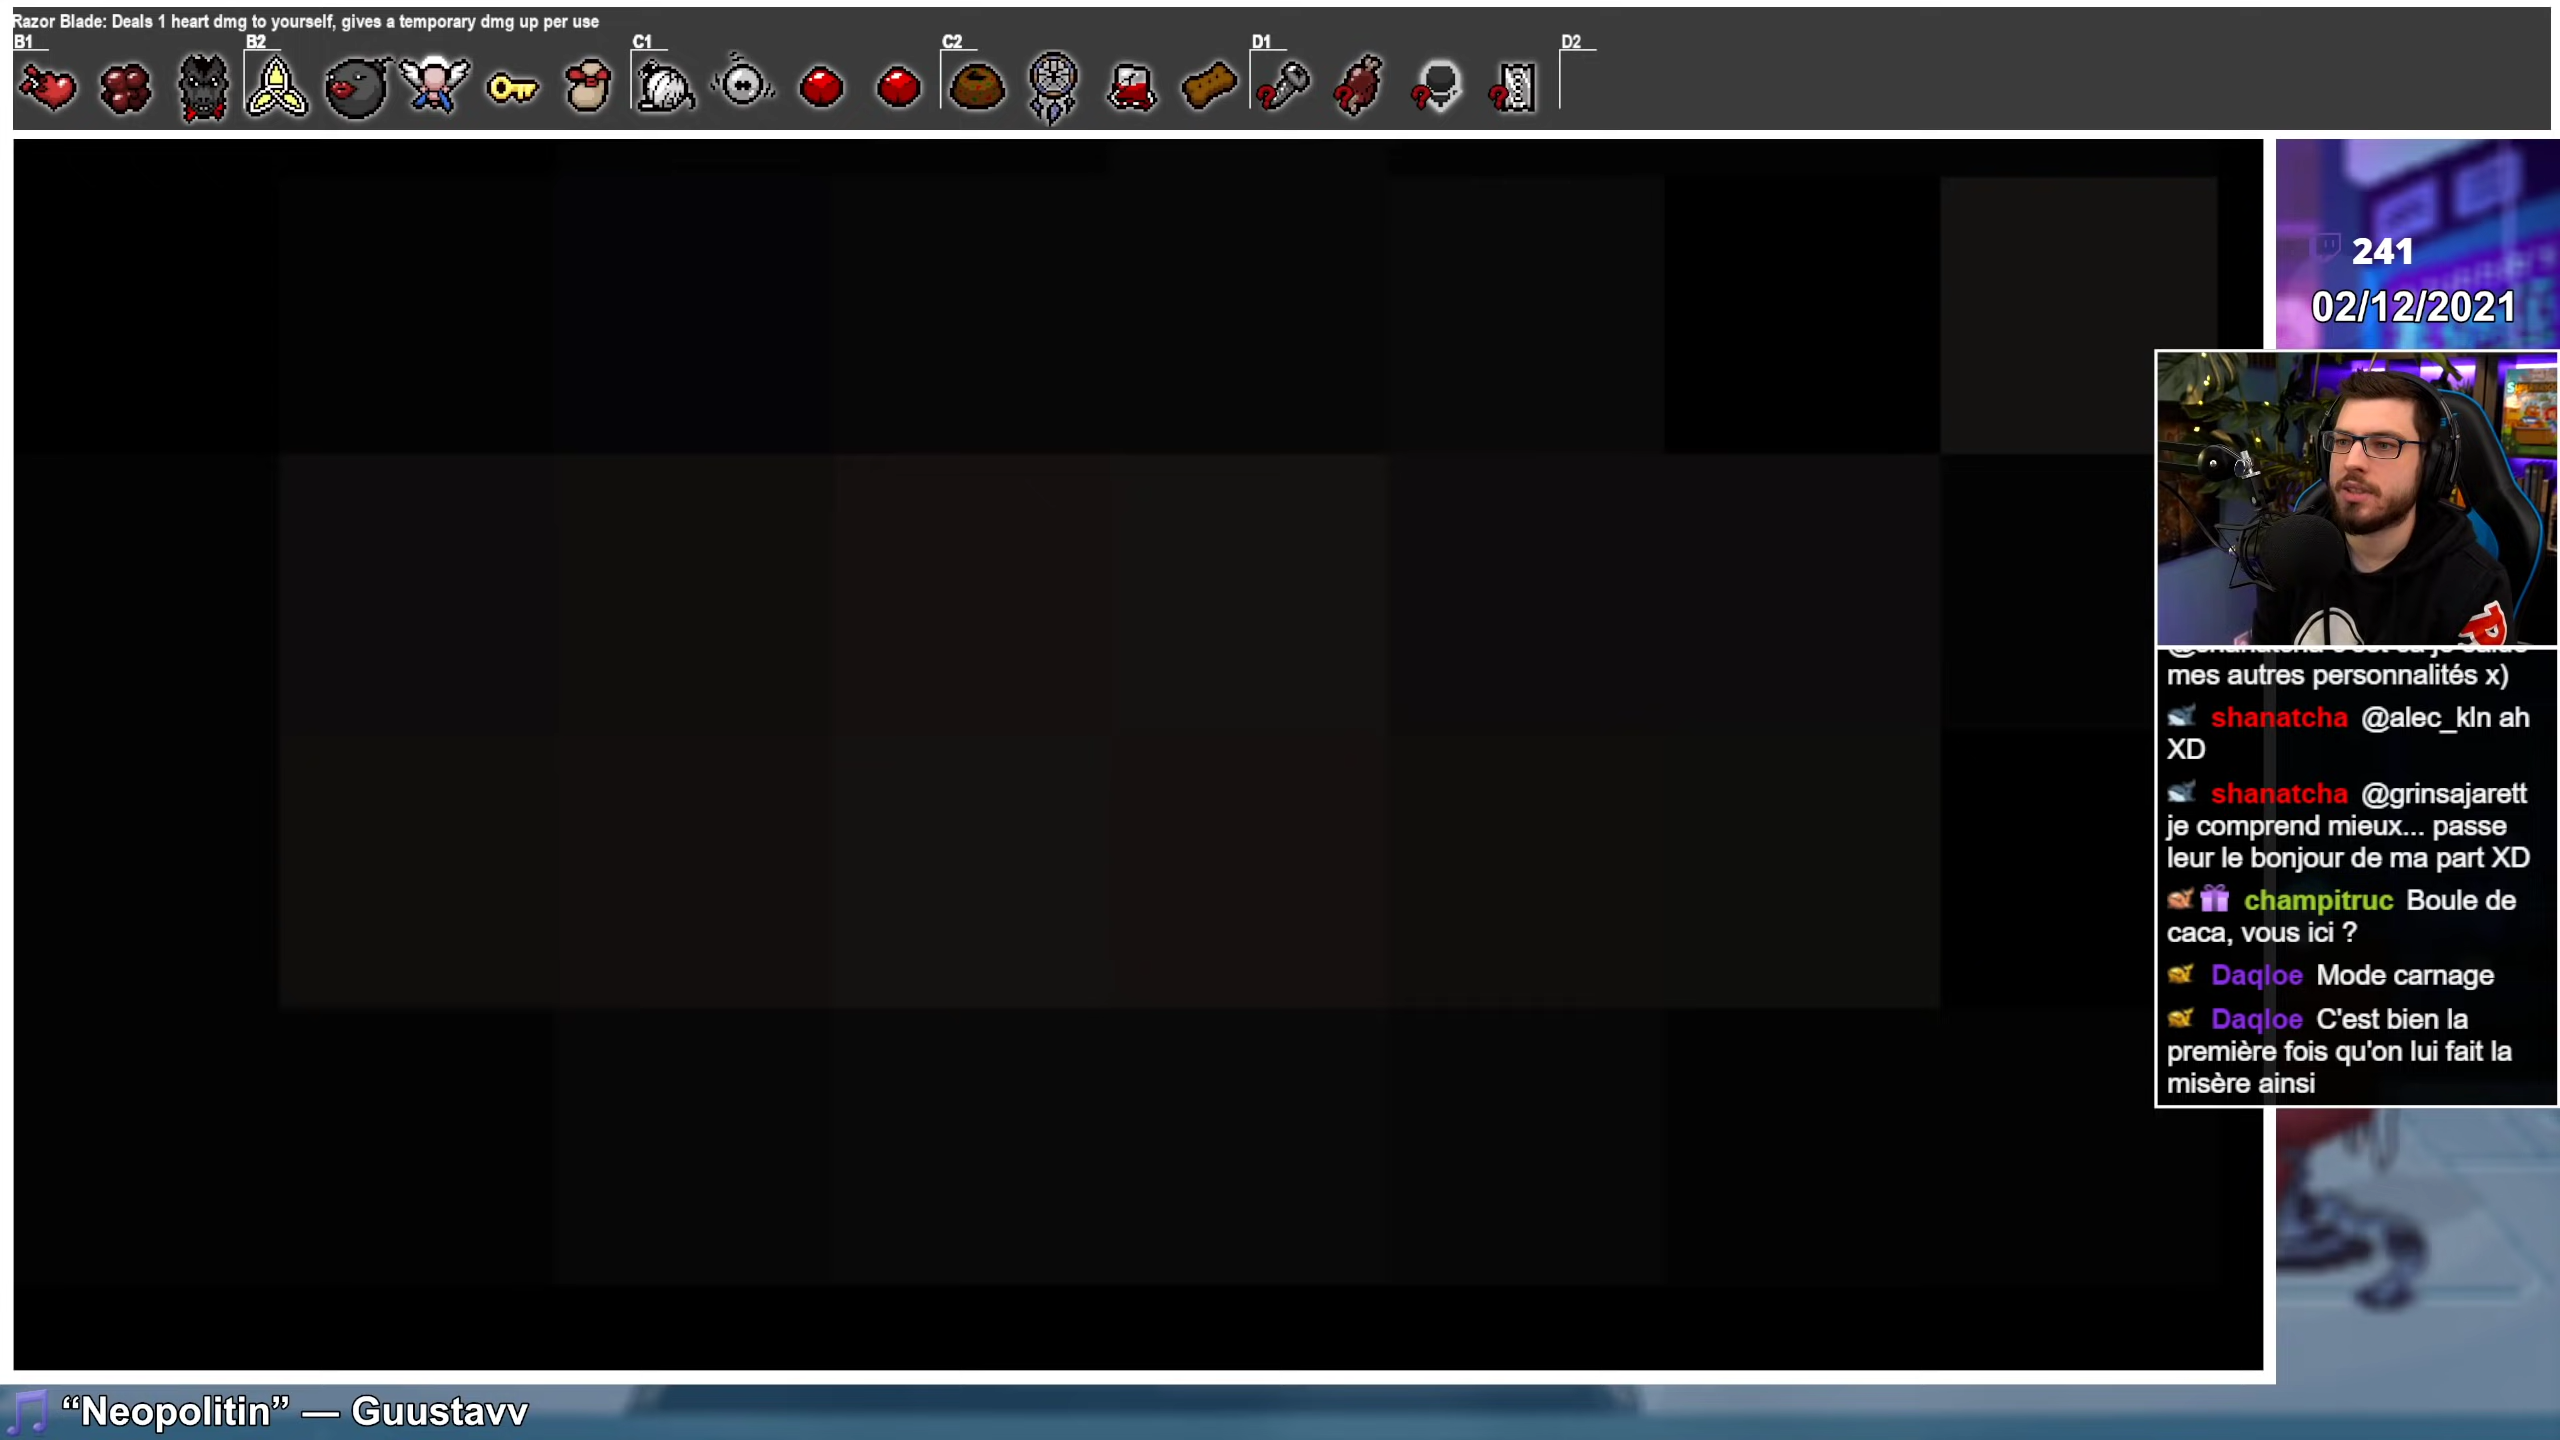 Razor Blade: Deals 1 heart dmg to yourself, gives a temporary dmg up per use
B1
B2
C1
C2
D1
D2
241
02/12/2021
mes autres personnalités x)
shanatcha @alec_kln ah
XD
shanatcha @grinsajarett
je comprend mieux... passe
leur le bonjour de ma part XD
champitruc Boule de
caca, vous ici ?
Daqloe Mode carnage
Daqloe C'est bien la
première fois qu'on lui fait la
misère ainsi
“Neopolitin” — Guustavv